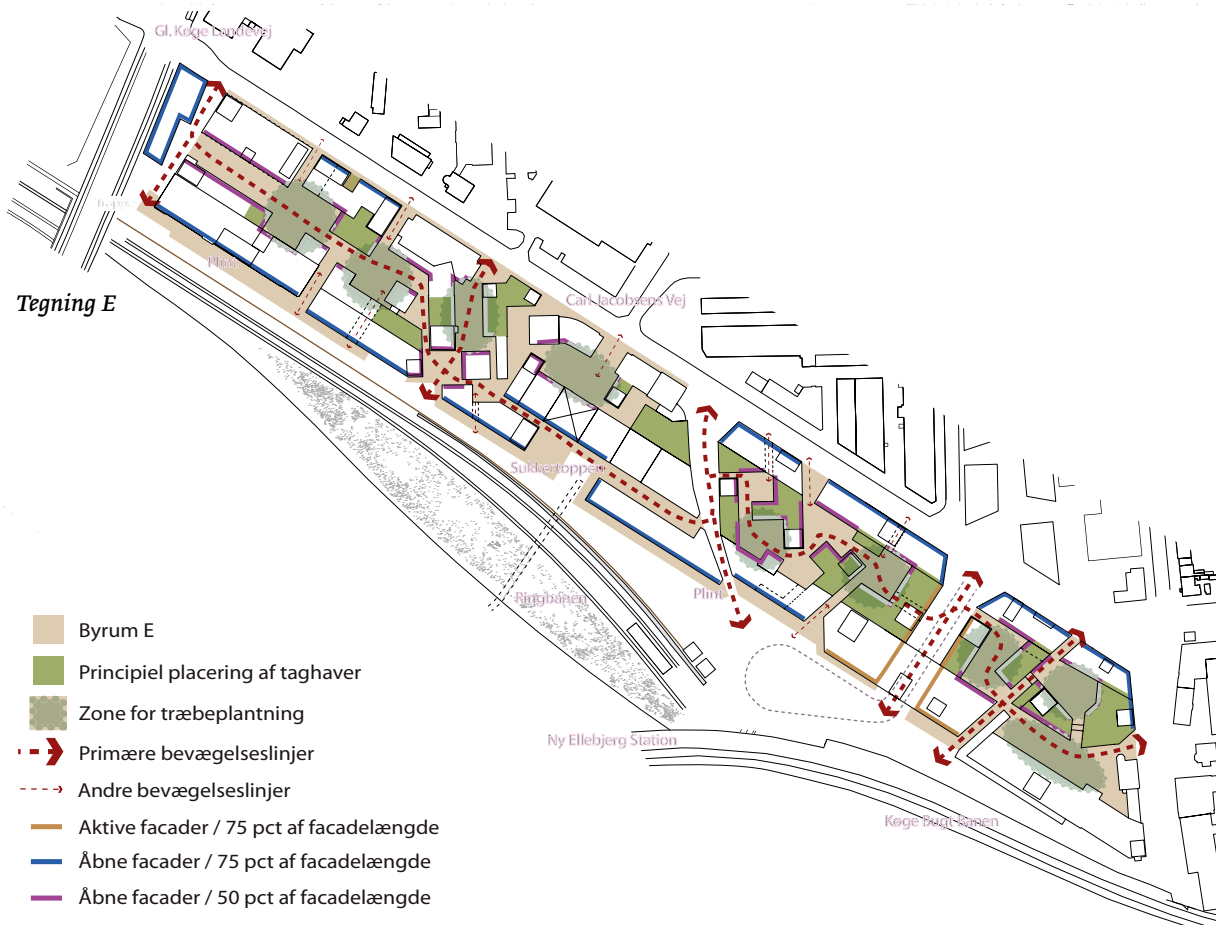 Gl. Køge Landevej
Trappe
Plint
Tegning E
Carl Jacobsens Vej
Sukkertoppen
Ringbanen
Plint
Ny Ellebjerg Station
Køge Bugt Banen
Byrum E
Principiel placering af taghaver
Zone for træbeplantning
Primære bevægelseslinjer
Andre bevægelseslinjer
Aktive facader / 75 pct af facadelængde
Åbne facader / 75 pct af facadelængde
Åbne facader / 50 pct af facadelængde